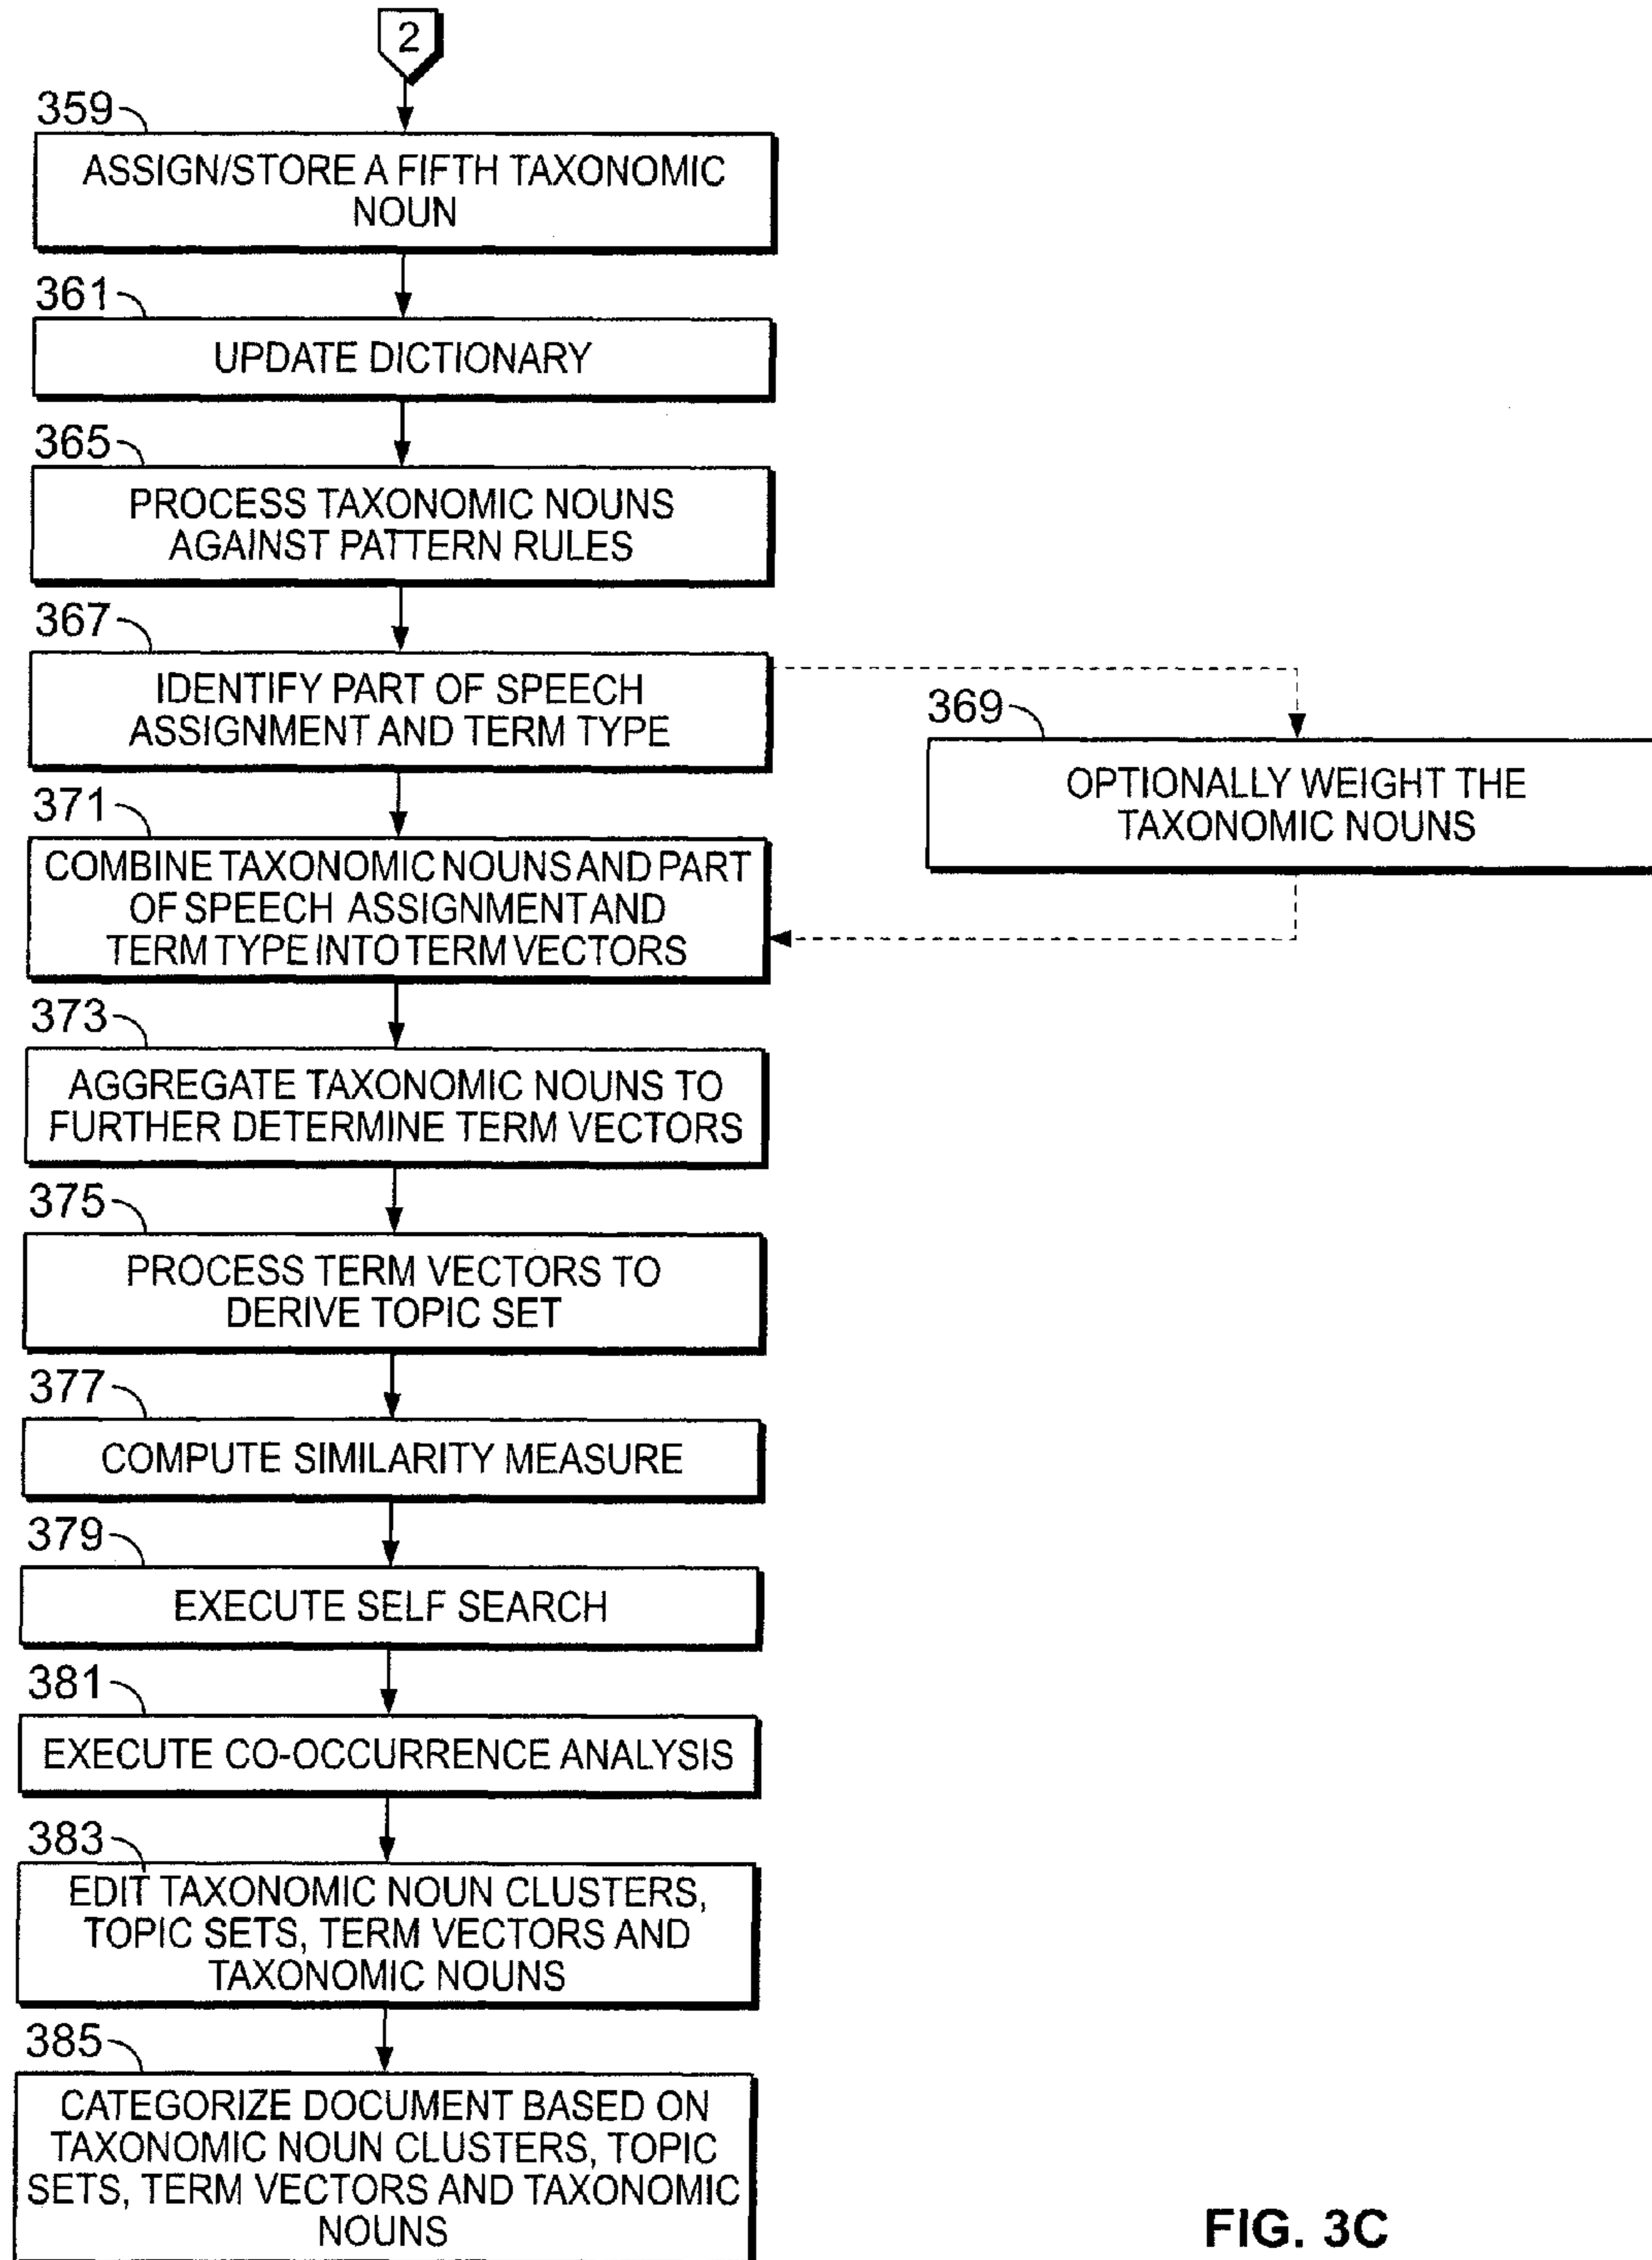 2
359
ASSIGN/STORE A FIFTH TAXONOMIC
NOUN
361
UPDATE DICTIONARY
365
PROCESS TAXONOMIC NOUNS
AGAINST PATTERN RULES
367
IDENTIFY PART OF SPEECH
ASSIGNMENT AND TERM TYPE
369
OPTIONALLY WEIGHT THE
TAXONOMIC NOUNS
371
COMBINE TAXONOMIC NOUNS AND PART
OF SPEECH ASSIGNMENT AND
TERM TYPE INTO TERM VECTORS
373
AGGREGATE TAXONOMIC NOUNS TO
FURTHER DETERMINE TERM VECTORS
375
PROCESS TERM VECTORS TO
DERIVE TOPIC SET
377
COMPUTE SIMILARITY MEASURE
379
EXECUTE SELF SEARCH
381
EXECUTE CO-OCCURRENCE ANALYSIS
383
EDIT TAXONOMIC NOUN CLUSTERS,
TOPIC SETS, TERM VECTORS AND
TAXONOMIC NOUNS
385
CATEGORIZE DOCUMENT BASED ON
TAXONOMIC NOUN CLUSTERS, TOPIC
SETS, TERM VECTORS AND TAXONOMIC
NOUNS
FIG. 3C